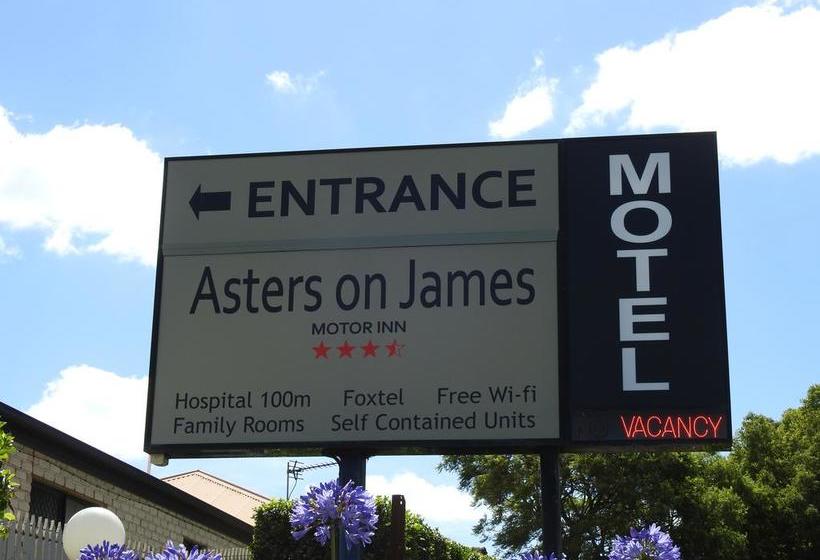 ENTRANCE
Asters on James
MOTOR INN
Hospital 100m Foxtel Free Wi-fi
Family Rooms Self Contained Units
MOTEL
VACANCY